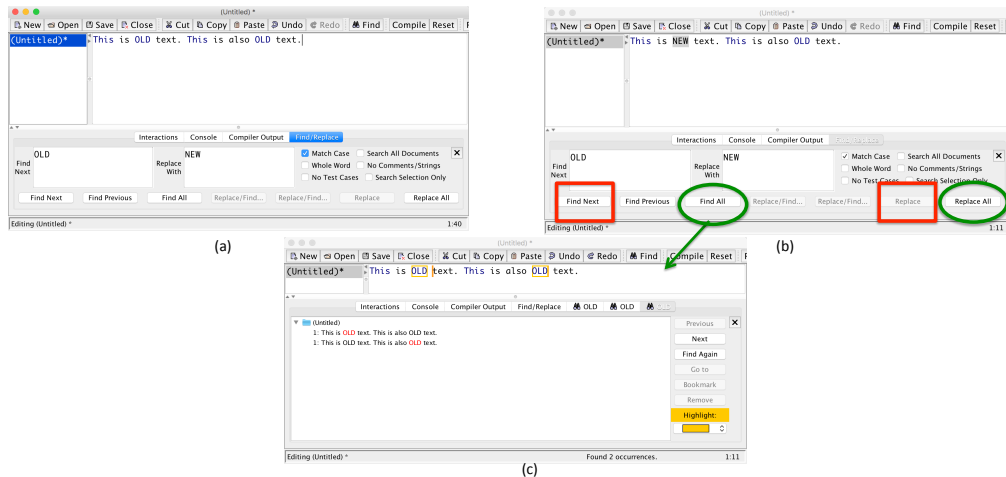 (Untitled) *
New Open Save Close Cut Copy Paste Undo Redo Find Compile Reset
(Untitled)* This is OLD text. This is also OLD text.
Interactions Console Compiler Output Find/Replace
Find Next OLD Replace With NEW
Match Case Search All Documents
Whole Word No Comments/Strings
No Test Cases Search Selection Only
Find Next Find Previous Find All Replace/Find... Replace/Find... Replace Replace All
Editing (Untitled) * 1:40
(a)
(Untitled) *
New Open Save Close Cut Copy Paste Undo Redo Find Compile Reset
(Untitled)* This is NEW text. This is also OLD text.
Interactions Console Compiler Output Find/Replace
Find Next OLD Replace With NEW
Match Case Search All Documents
Whole Word No Comments/Strings
No Test Cases Search Selection Only
Find Next Find Previous Find All Replace/Find... Replace/Find... Replace Replace All
Editing (Untitled) * 1:11
(b)
(Untitled) *
New Open Save Close Cut Copy Paste Undo Redo Find Compile Reset
(Untitled)* This is OLD text. This is also OLD text.
Interactions Console Compiler Output Find/Replace OLD OLD
(Untitled)
1: This is OLD text. This is also OLD text.
1: This is OLD text. This is also OLD text.
Previous
Next
Find Again
Go to
Bookmark
Remove
Highlight:
Editing (Untitled) * Found 2 occurrences. 1:11
(c)